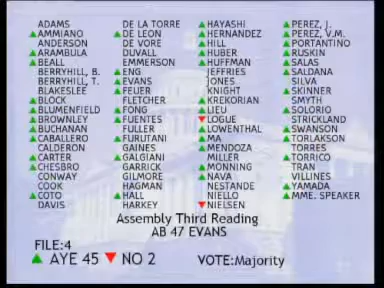 ADAMS DE LA TORRE ▲HAYASHI ▲PEREZ, J.
▲AMMIANO ▲DE LEON ▲HERNANDEZ ▲PEREZ, V.M.
ANDERSON DE VORE ▲HILL ▲PORTANTINO
▲ARAMBULA DUVALL ▲HUBER ▲RUSKIN
▲BEALL EMMERSON ▲HUFFMAN ▲SALAS
BERRYHILL, B. ▲ENG JEFFRIES ▲SALDANA
BERRYHILL, T. ▲EVANS JONES SILVA
BLAKESLEE ▲FEUER KNIGHT ▲SKINNER
▲BLOCK FLETCHER ▲KREKORIAN SMYTH
▲BLUMENFIELD ▲FONG ▲LIEU SOLORIO
▲BROWNLEY ▲FUENTES ▼LOGUE STRICKLAND
▲BUCHANAN FULLER ▲LOWENTHAL ▲SWANSON
▲CABALLERO ▲FURUTANI ▲MA ▲TORLAKSON
CALDERON GAINES ▲MENDOZA TORRES
▲CARTER ▲GALGIANI MILLER ▲TORRICO
▲CHESBRO GARRICK ▲MONNING TRAN
CONWAY GILMORE ▲NAVA VILLINES
COOK HAGMAN NESTANDE ▲YAMADA
▲COTO ▲HALL NIELLO ▲MME. SPEAKER
DAVIS HARKEY ▼NIELSEN
Assembly Third Reading
AB 47 EVANS
FILE:4
▲ AYE 45 ▼ NO 2 VOTE:Majority